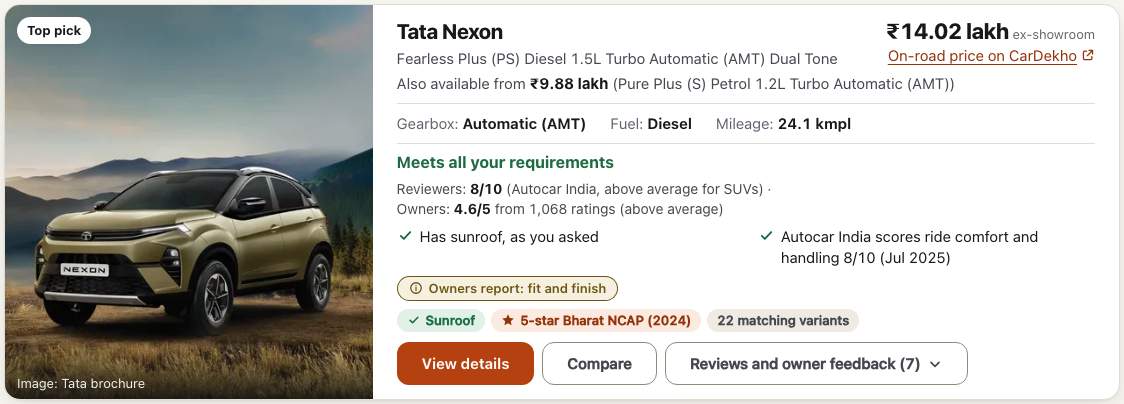 Top pick
NEXON
Image: Tata brochure
Tata Nexon
₹14.02 lakh ex-showroom
Fearless Plus (PS) Diesel 1.5L Turbo Automatic (AMT) Dual Tone
On-road price on CarDekho
Also available from ₹9.88 lakh (Pure Plus (S) Petrol 1.2L Turbo Automatic (AMT))
Gearbox: Automatic (AMT) Fuel: Diesel Mileage: 24.1 kmpl
Meets all your requirements
Reviewers: 8/10 (Autocar India, above average for SUVs) ·
Owners: 4.6/5 from 1,068 ratings (above average)
Has sunroof, as you asked
Autocar India scores ride comfort and
handling 8/10 (Jul 2025)
Owners report: fit and finish
Sunroof
5-star Bharat NCAP (2024)
22 matching variants
View details
Compare
Reviews and owner feedback (7)